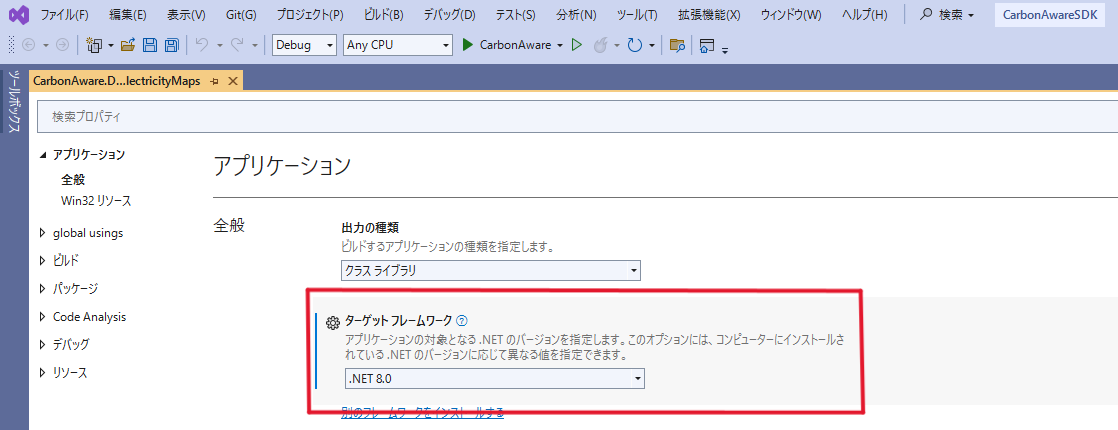 ファイル(F) 編集(E) 表示(V) Git(G) プロジェクト(P) ビルド(B) デバッグ(D) テスト(S) 分析(N) ツール(T) 拡張機能(X) ウィンドウ(W) ヘルプ(H) 検索 CarbonAwareSDK
Debug Any CPU CarbonAware
ツールボックス
CarbonAware.D...lectricityMaps
検索プロパティ
アプリケーション
全般
Win32 リソース
global usings
ビルド
パッケージ
Code Analysis
デバッグ
リソース
アプリケーション
全般
出力の種類
ビルドするアプリケーションの種類を指定します。
クラス ライブラリ
ターゲット フレームワーク
アプリケーションの対象となる .NET のバージョンを指定します。このオプションには、コンピューターにインストールさ
れている .NET のバージョンに応じて異なる値を指定できます。
.NET 8.0
別のフレームワークをインストールする